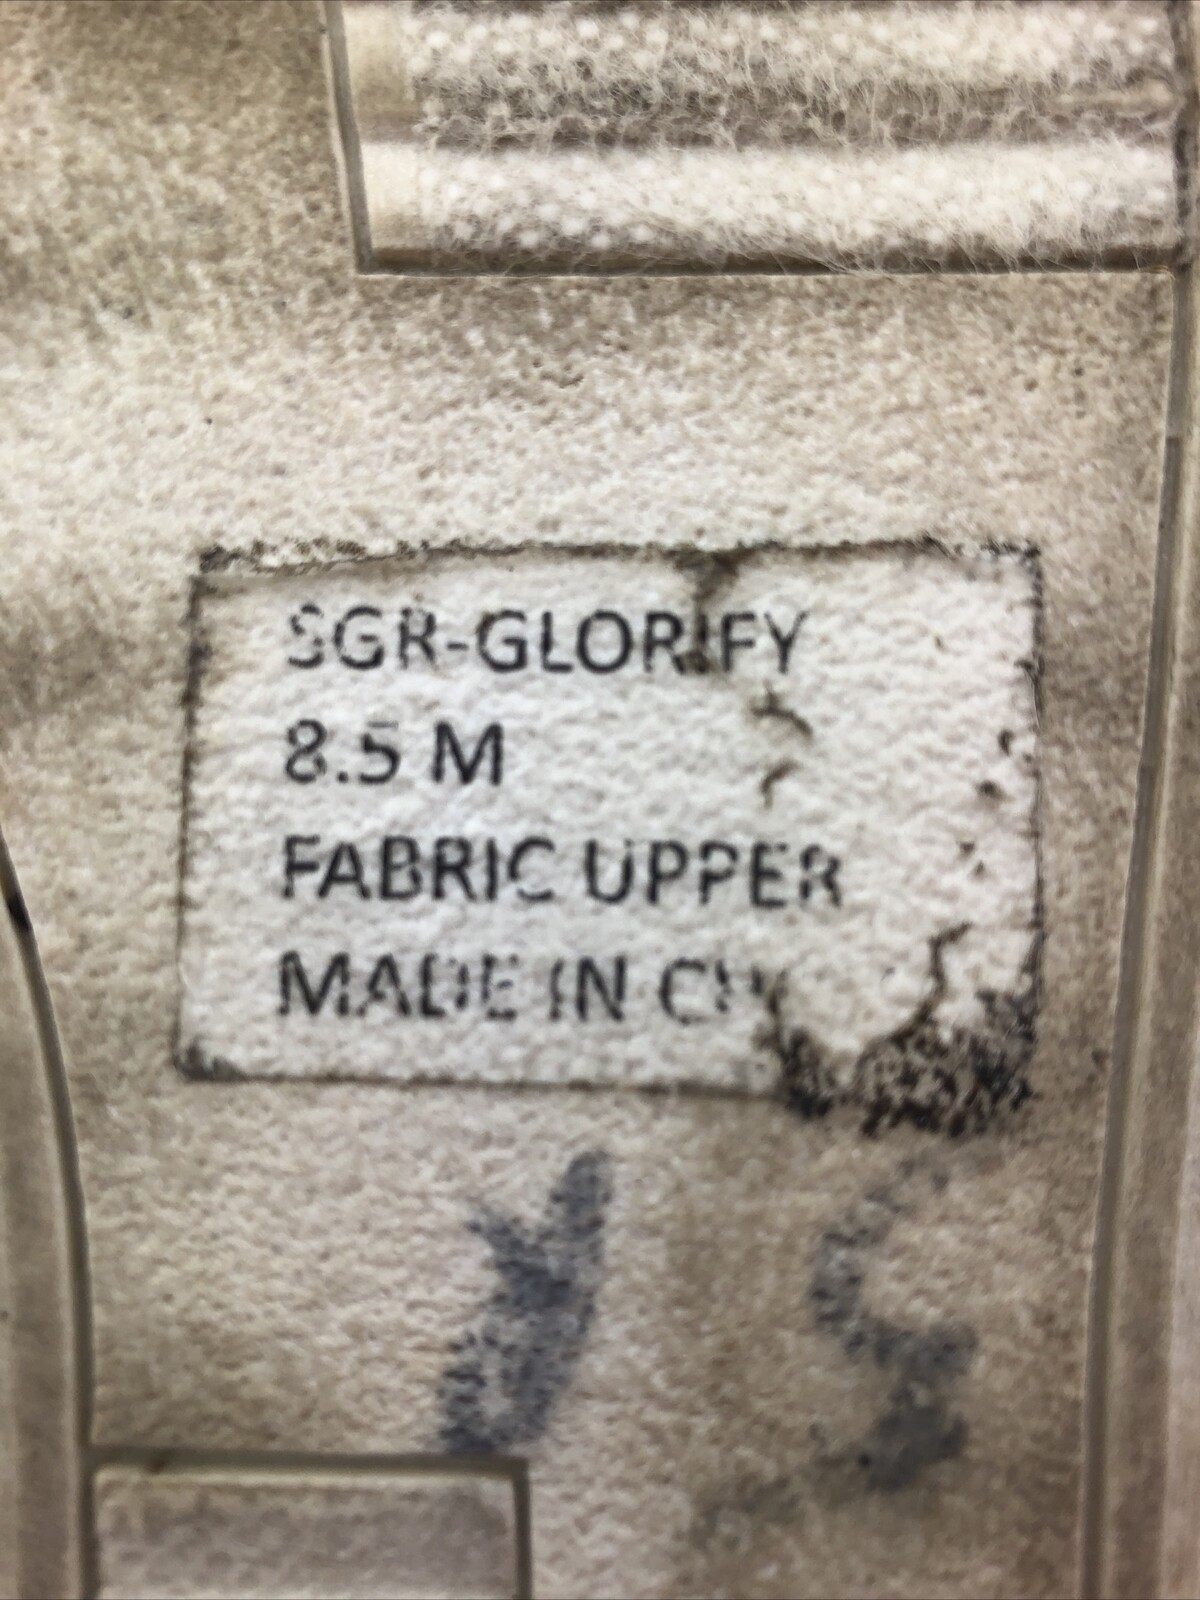 SGR-GLORIFY
8.5 M
FABRIC UPPER
MADE IN